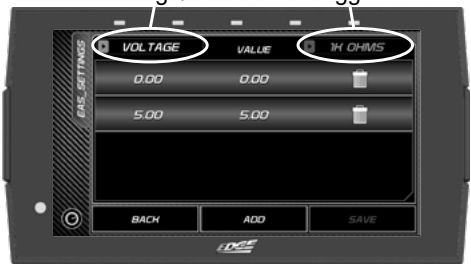 EAS_SETTINGS
VOLTAGE VALUE 1K OHMS
0.00 0.00
5.00 5.00
BACK ADD SAVE
EDGE